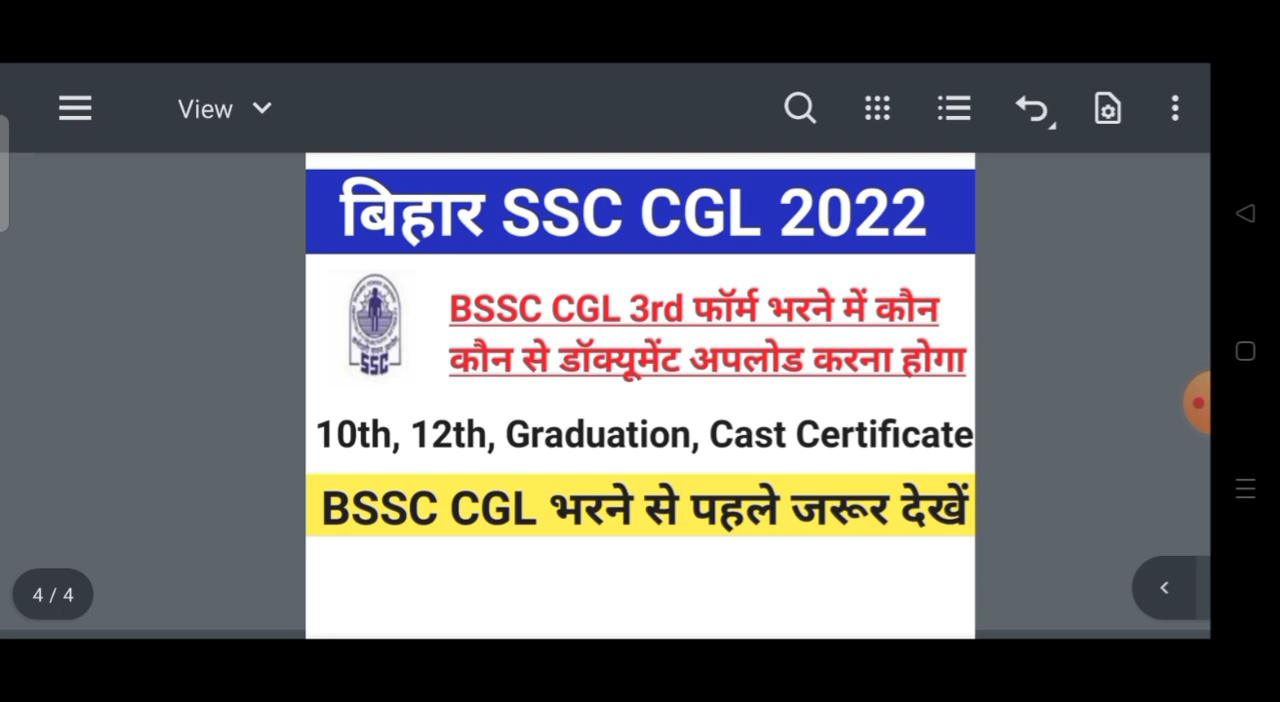 View
बिहार SSC CGL 2022
BSSC CGL 3rd फॉर्म भरने में कौन
कौन से डॉक्यूमेंट अपलोड करना होगा
SSC
10th, 12th, Graduation, Cast Certificate
BSSC CGL भरने से पहले जरूर देखें
4 / 4